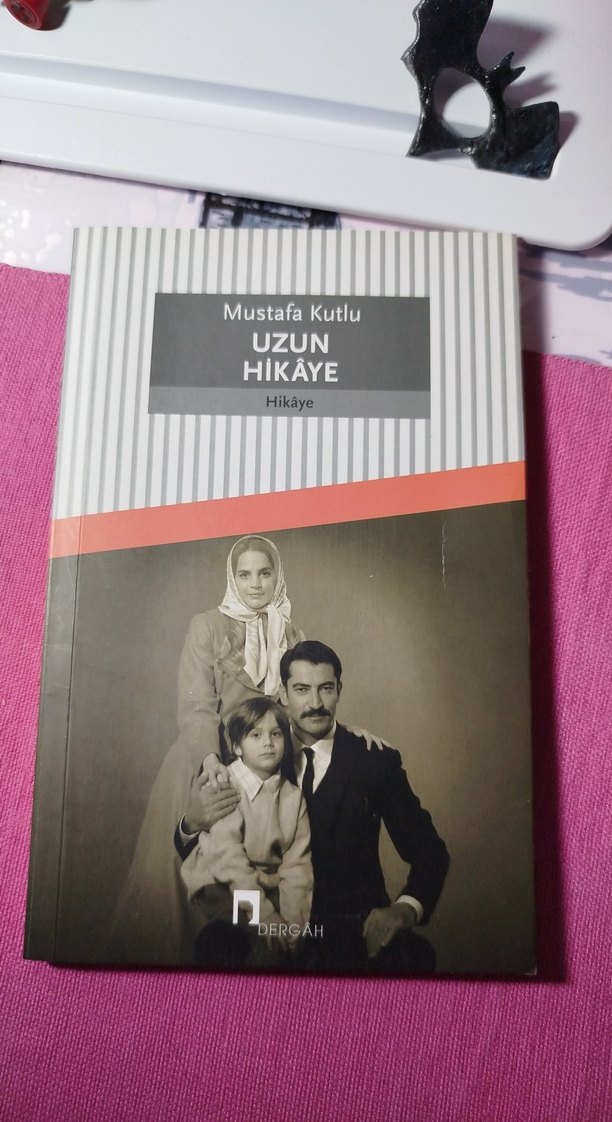 Mustafa Kutlu
UZUN
HİKÂYE
Hikâye
DERGÂH